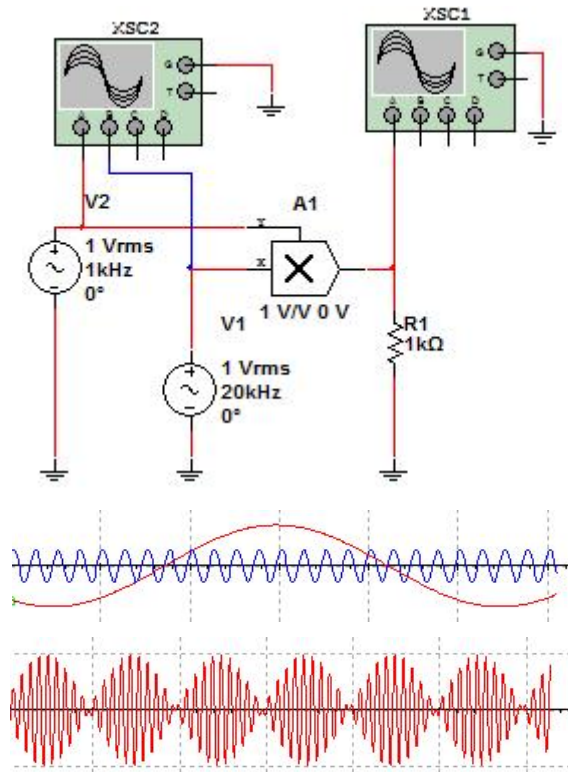 XSC2
XSC1
G
T
A B C D
G
T
A B C D
V2
A1
1 Vrms
1kHz
0°
Y
X
V1
1 V/V 0 V
R1
1kΩ
1 Vrms
20kHz
0°